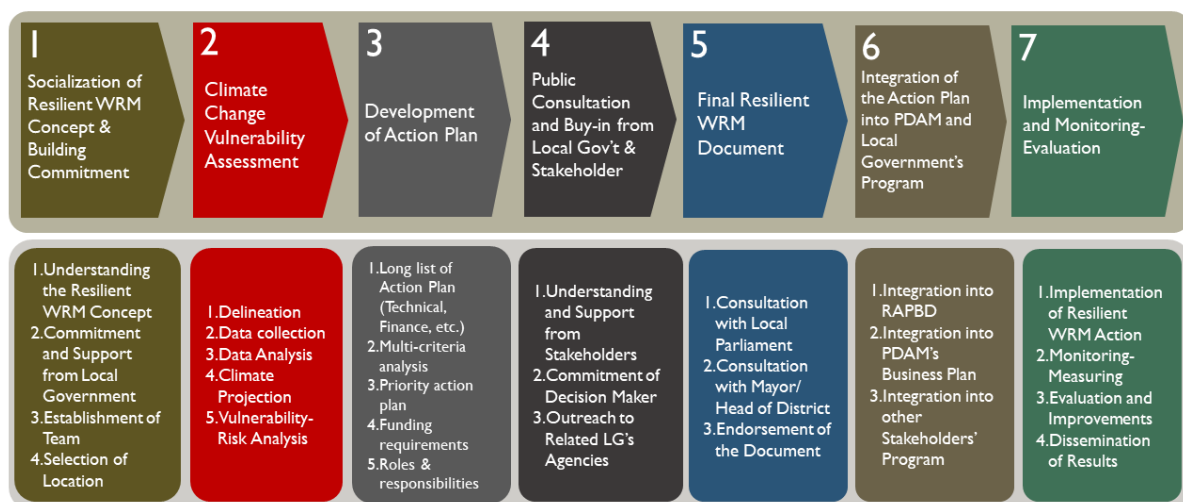 1
Socialization of
Resilient WRM
Concept &
Building
Commitment
2
Climate
Change
Vulnerability
Assessment
3
Development
of Action Plan
4
Public
Consultation
and Buy-in from
Local Gov't &
Stakeholder
5
Final Resilient
WRM
Document
6
Integration of
the Action Plan
into PDAM and
Local
Government's
Program
7
Implementation
and Monitoring-
Evaluation
1.Understanding
the Resilient
WRM Concept
2.Commitment
and Support
from Local
Government
3.Establishment of
Team
4.Selection of
Location
1.Delineation
2.Data collection
3.Data Analysis
4.Climate
Projection
5.Vulnerability-
Risk Analysis
1.Long list of
Action Plan
(Technical,
Finance, etc.)
2.Multi-criteria
analysis
3.Priority action
plan
4.Funding
requirements
5.Roles &
responsibilities
1.Understanding
and Support
from
Stakeholders
2.Commitment of
Decision Maker
3.Outreach to
Related LG's
Agencies
1.Consultation
with Local
Parliament
2.Consultation
with Mayor/
Head of District
3.Endorsement of
the Document
1.Integration into
RAPBD
2.Integration into
PDAM's
Business Plan
3.Integration into
other
Stakeholders'
Program
1.Implementation
of Resilient
WRM Action
2.Monitoring-
Measuring
3.Evaluation and
Improvements
4.Dissemination
of Results